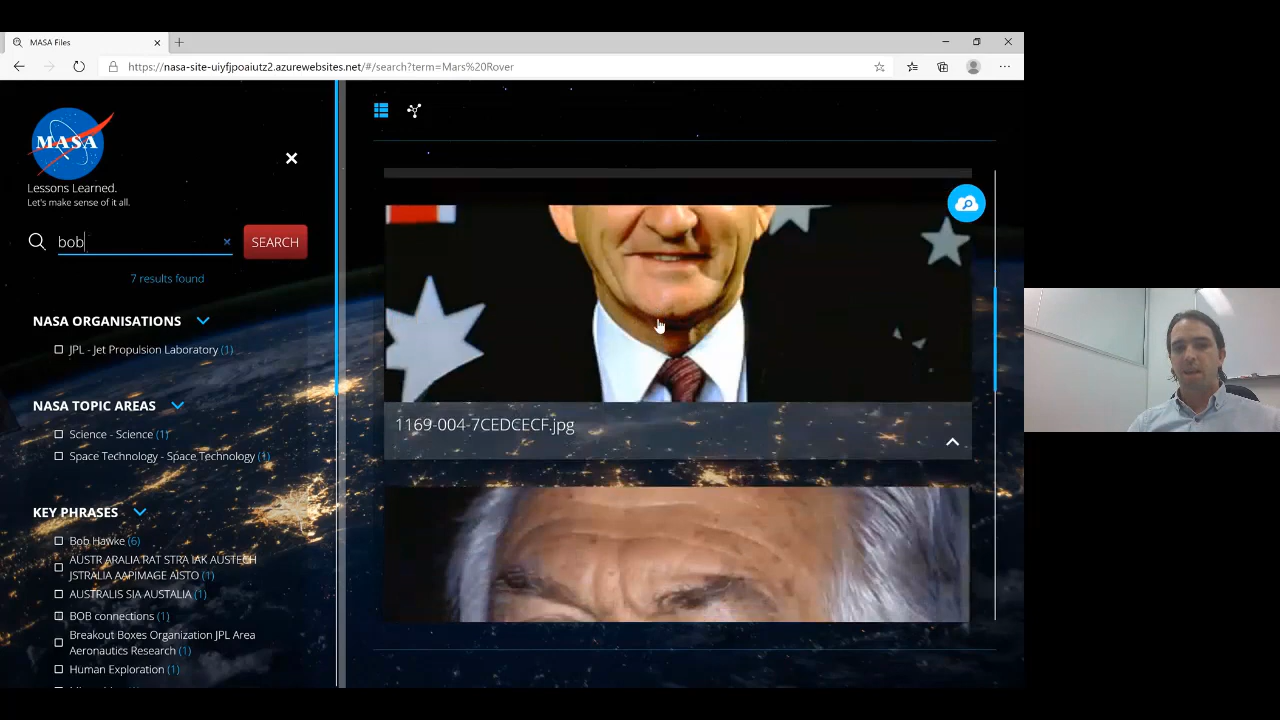 MASA Files
https://nasa-site-uiyfjpoaiutz2.azurewebsites.net/#/search?term=Mars%20Rover
MASA
Lessons Learned.
Let's make sense of it all.
bob
SEARCH
7 results found
NASA ORGANISATIONS
JPL - Jet Propulsion Laboratory (1)
NASA TOPIC AREAS
Science - Science (1)
Space Technology - Space Technology (1)
KEY PHRASES
Bob Hawke (6)
AUSTR ARALIA RAT STRA IAK AUSTECH
JSTRALIA AAPIMAGE AISTO (1)
AUSTRALIS SIA AUSTALIA (1)
BOB connections (1)
Breakout Boxes Organization JPL Area
Aeronautics Research (1)
Human Exploration (1)
1169-004-7CEDCECF.jpg